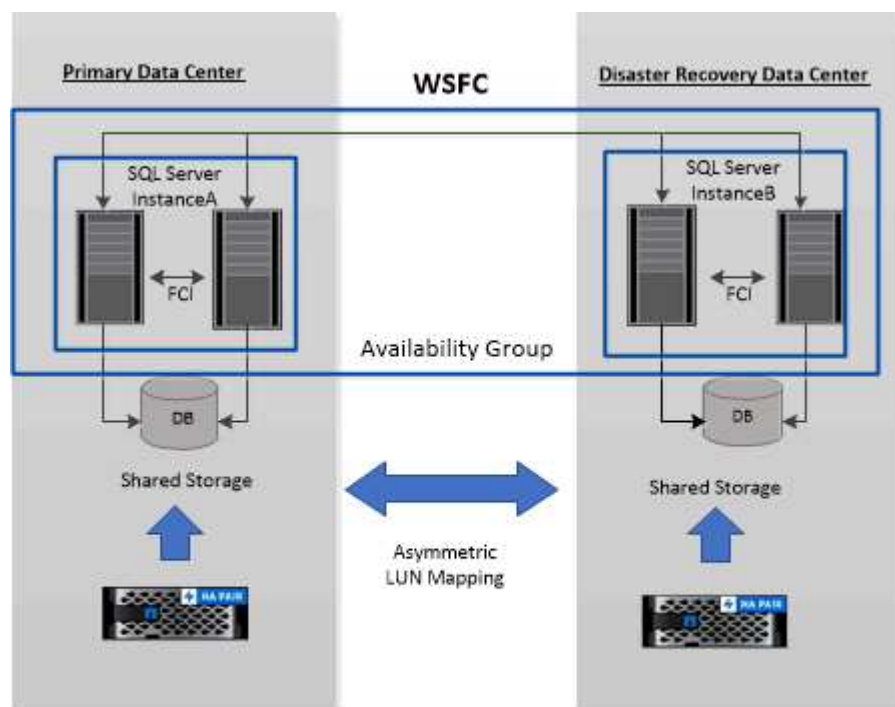 Primary Data Center
WSFC
Disaster Recovery Data Center
SQL Server
InstanceA
FCI
SQL Server
InstanceB
FCI
Availability Group
DB
Shared Storage
DB
Shared Storage
Asymmetric
LUN Mapping
HA PAIR
HA PAIR